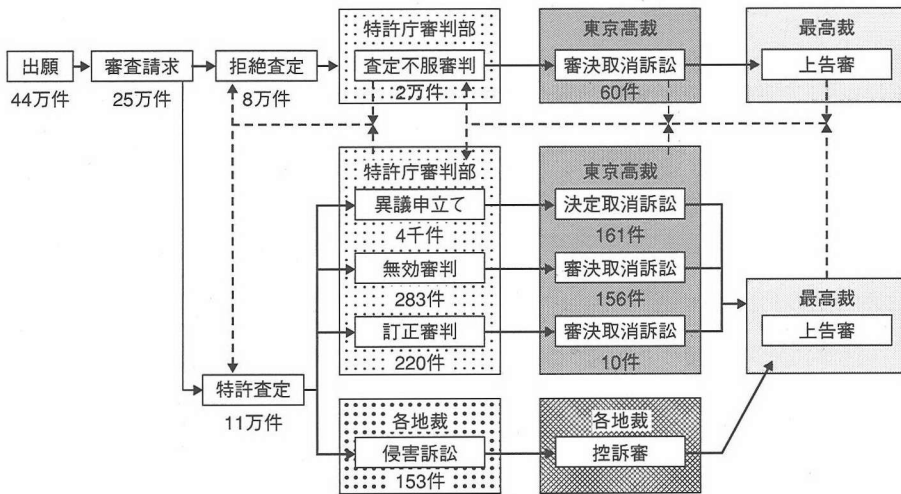 特許庁審判部
東京高裁
最高裁
出願
審査請求
拒絶査定
査定不服審判
審決取消訴訟
上告審
44万件
25万件
8万件
2万件
60件
特許庁審判部
東京高裁
異議申立て
決定取消訴訟
4千件
161件
無効審判
審決取消訴訟
283件
156件
最高裁
訂正審判
審決取消訴訟
上告審
220件
10件
特許査定
11万件
各地裁
各地裁
侵害訴訟
控訴審
153件